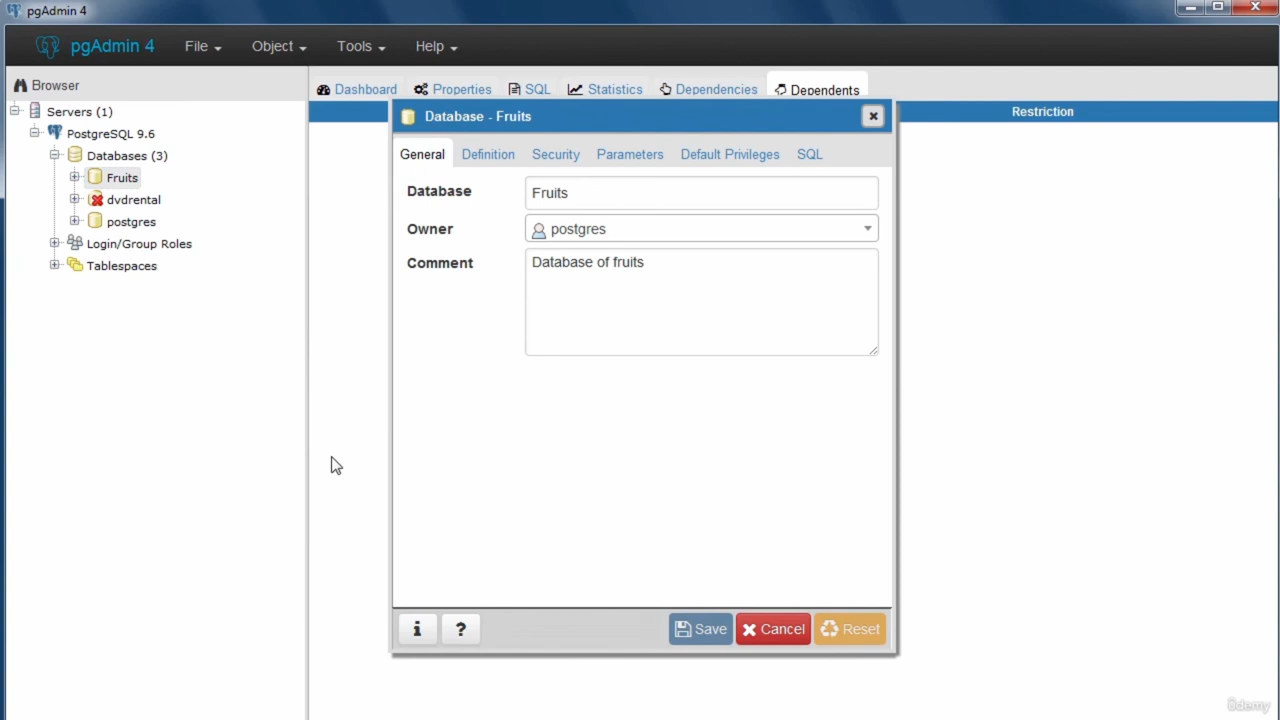 pgAdmin 4
pgAdmin 4 File Object Tools Help
Browser
Dashboard Properties SQL Statistics Dependencies Dependents
Servers (1)
Restriction
PostgreSQL 9.6
Databases (3)
Fruits
dvdrental
postgres
Login/Group Roles
Tablespaces
Database - Fruits
General Definition Security Parameters Default Privileges SQL
Database Fruits
Owner postgres
Comment Database of fruits
i ? Save Cancel Reset
ûdemy